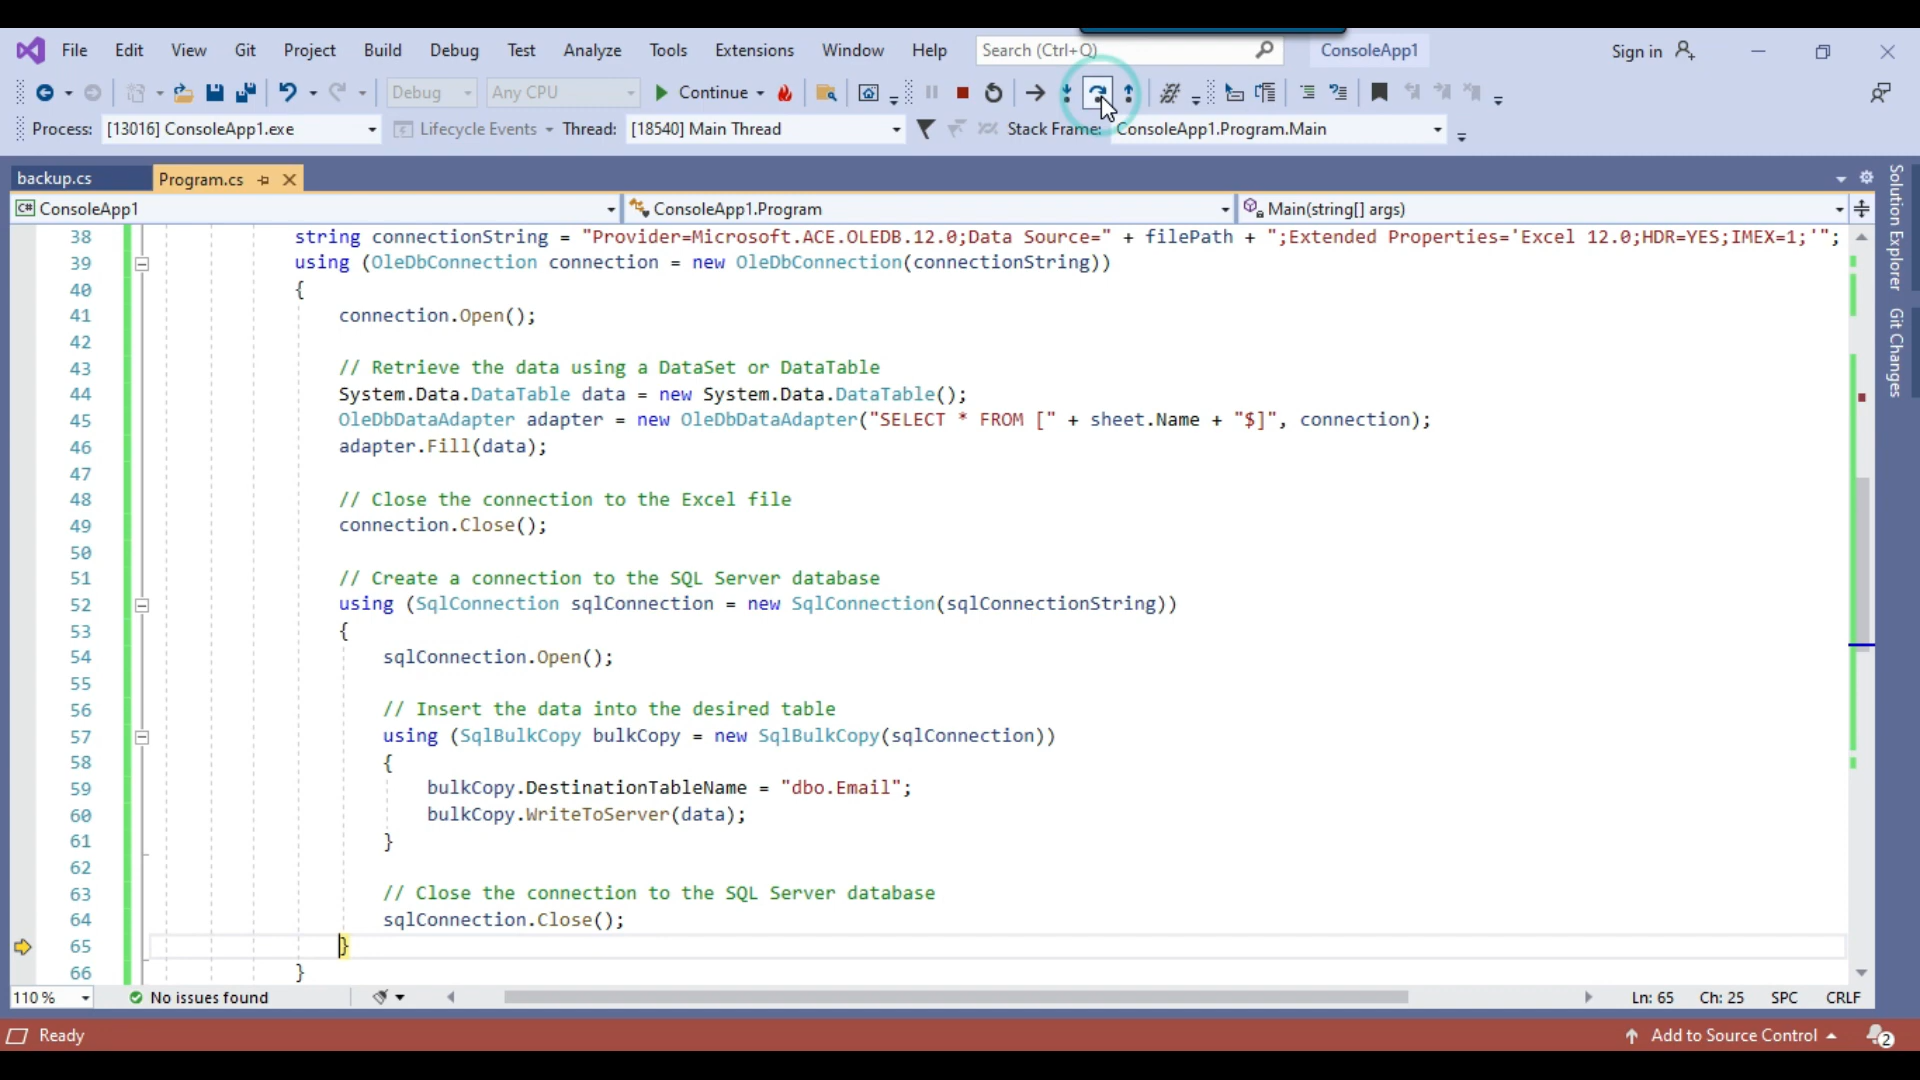 File Edit View Git Project Build Debug Test Analyze Tools Extensions Window Help Search (Ctrl+Q) ConsoleApp1 Sign in
Debug Any CPU Continue
Process: [13016] ConsoleApp1.exe Lifecycle Events Thread: [18540] Main Thread Stack Frame: ConsoleApp1.Program.Main
backup.cs Program.cs
C# ConsoleApp1 ConsoleApp1.Program Main(string[] args)
Solution Explorer
Git Changes
38 string connectionString = "Provider=Microsoft.ACE.OLEDB.12.0;Data Source=" + filePath + ";Extended Properties='Excel 12.0;HDR=YES;IMEX=1;'";
39 using (OleDbConnection connection = new OleDbConnection(connectionString))
40 {
41 connection.Open();
42
43 // Retrieve the data using a DataSet or DataTable
44 System.Data.DataTable data = new System.Data.DataTable();
45 OleDbDataAdapter adapter = new OleDbDataAdapter("SELECT * FROM [" + sheet.Name + "$]", connection);
46 adapter.Fill(data);
47
48 // Close the connection to the Excel file
49 connection.Close();
50
51 // Create a connection to the SQL Server database
52 using (SqlConnection sqlConnection = new SqlConnection(sqlConnectionString))
53 {
54 sqlConnection.Open();
55
56 // Insert the data into the desired table
57 using (SqlBulkCopy bulkCopy = new SqlBulkCopy(sqlConnection))
58 {
59 bulkCopy.DestinationTableName = "dbo.Email";
60 bulkCopy.WriteToServer(data);
61 }
62
63 // Close the connection to the SQL Server database
64 sqlConnection.Close();
65 }
66 }
110 % No issues found Ln: 65 Ch: 25 SPC CRLF
Ready Add to Source Control 2